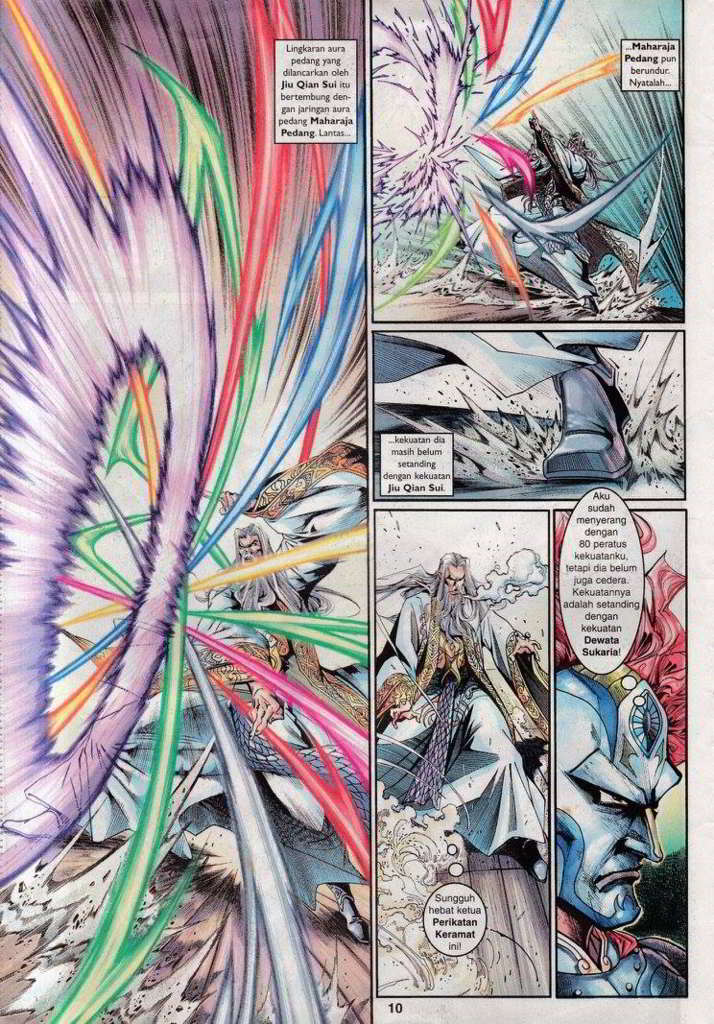 Lingkaran aura
pedang yang
dilancarkan oleh
Jiu Qian Sui itu
bertembung den-
gan jaringan aura
pedang Maharaja
Pedang. Lantas...
...Maharaja
Pedang pun
berundur.
Nyatalah...
...kekuatan dia
masih belum
setanding
dengan kekuatan
Jiu Qian Sui.
Sungguh
hebat ketua
Perikatan
Keramat
ini!
Aku
sudah
menyerang
dengan
80 peratus
kekuatanku,
tetapi dia belum
juga cedera.
Kekuatannya
adalah setanding
dengan
kekuatan
Dewata
Sukaria!
10